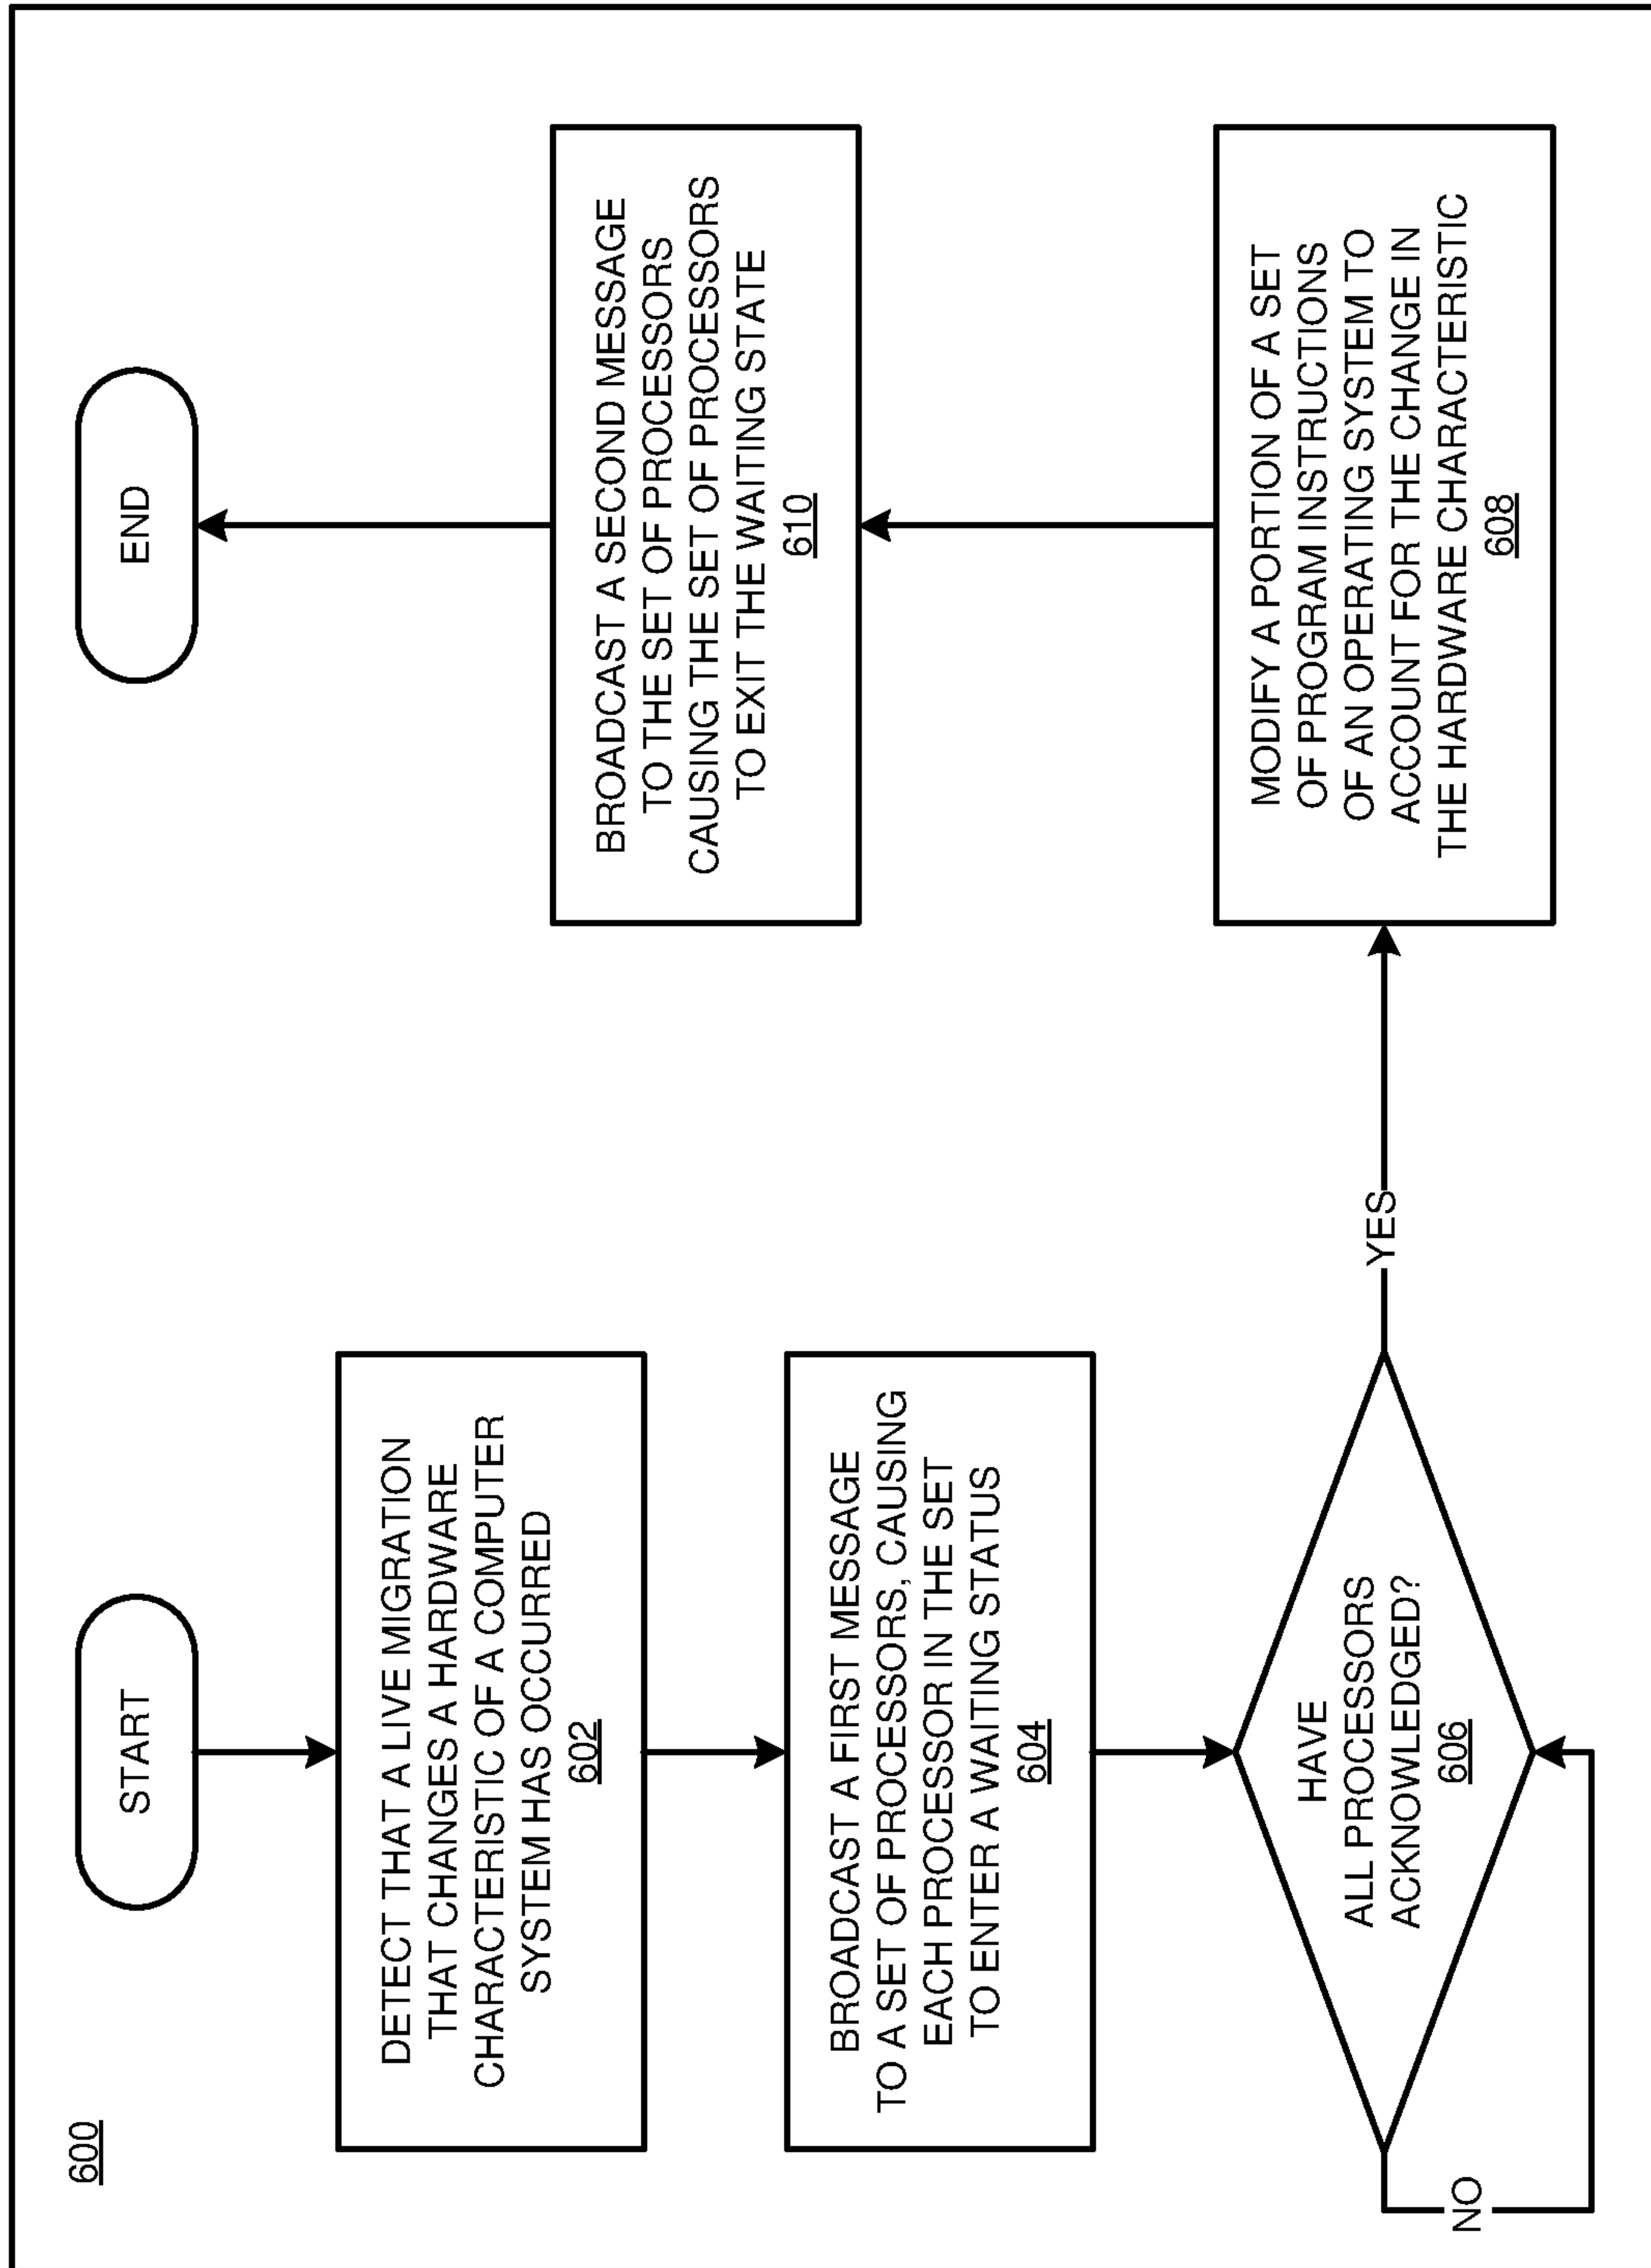 600
START
DETECT THAT A LIVE MIGRATION
THAT CHANGES A HARDWARE
CHARACTERISTIC OF A COMPUTER
SYSTEM HAS OCCURRED
602
BROADCAST A FIRST MESSAGE
TO A SET OF PROCESSORS, CAUSING
EACH PROCESSOR IN THE SET
TO ENTER A WAITING STATUS
604
HAVE
ALL PROCESSORS
ACKNOWLEDGED?
606
NO
YES
MODIFY A PORTION OF A SET
OF PROGRAM INSTRUCTIONS
OF AN OPERATING SYSTEM TO
ACCOUNT FOR THE CHANGE IN
THE HARDWARE CHARACTERISTIC
608
BROADCAST A SECOND MESSAGE
TO THE SET OF PROCESSORS
CAUSING THE SET OF PROCESSORS
TO EXIT THE WAITING STATE
610
END